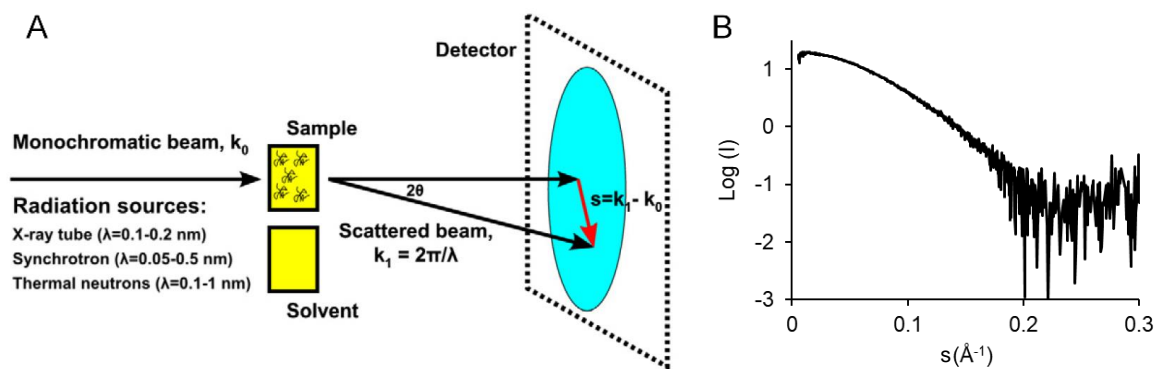 A
Detector
Monochromatic beam, k₀
Sample
Radiation sources:
X-ray tube (λ=0.1-0.2 nm)
Synchrotron (λ=0.05-0.5 nm)
Thermal neutrons (λ=0.1-1 nm)
Solvent
2θ
Scattered beam,
k₁ = 2π/λ
s=k₁- k₀
B
Log (I)
1
0
-1
-2
-3
0
0.1
0.2
0.3
s(Å⁻¹)